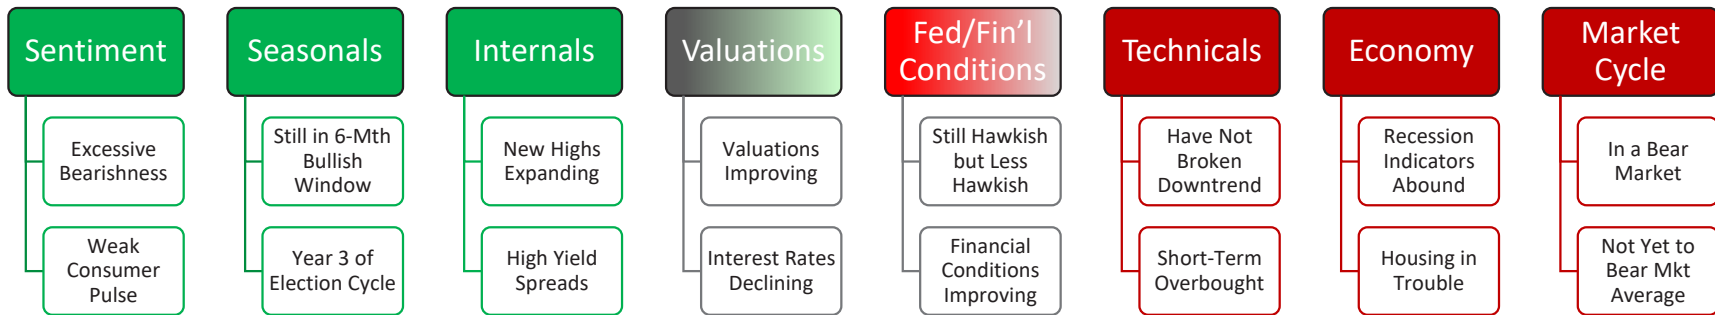 Sentiment
Excessive
Bearishness
Weak
Consumer
Pulse
Seasonals
Still in 6-Mth
Bullish
Window
Year 3 of
Election Cycle
Internals
New Highs
Expanding
High Yield
Spreads
Valuations
Valuations
Improving
Interest Rates
Declining
Fed/Fin’l
Conditions
Still Hawkish
but Less
Hawkish
Financial
Conditions
Improving
Technicals
Have Not
Broken
Downtrend
Short-Term
Overbought
Economy
Recession
Indicators
Abound
Housing in
Trouble
Market
Cycle
In a Bear
Market
Not Yet to
Bear Mkt
Average